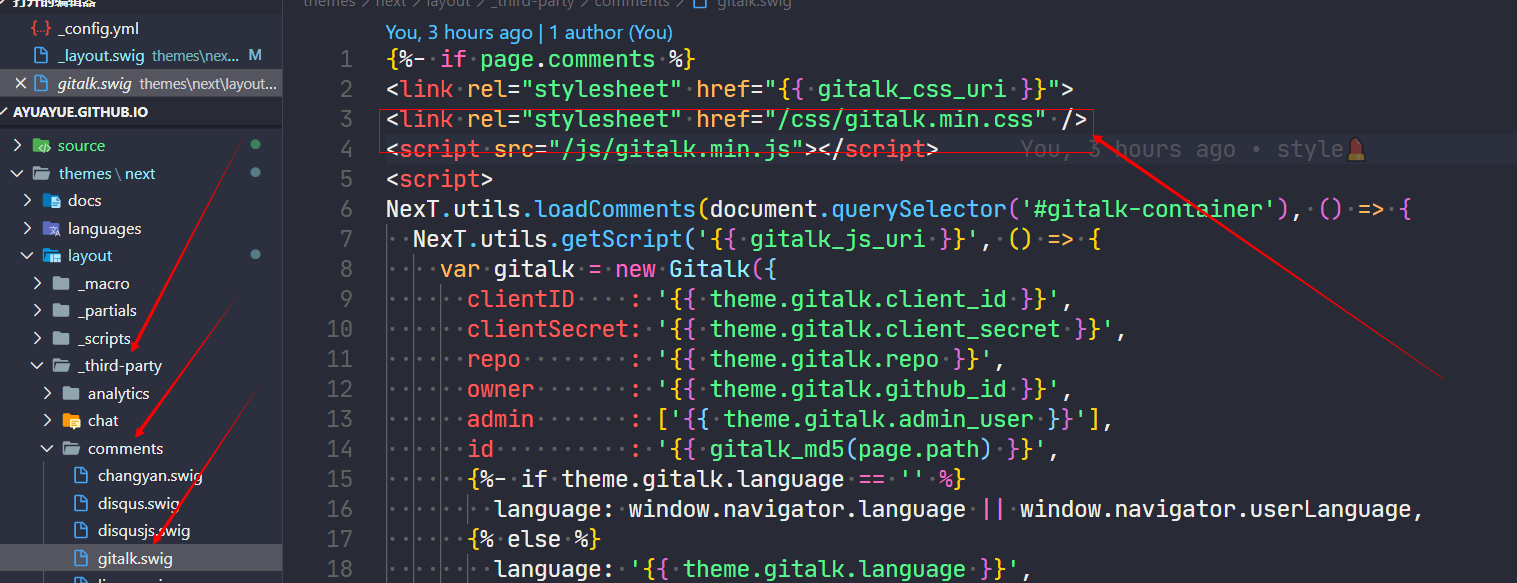 打开的编辑器
_config.yml
_layout.swig themes\nex... M
gitalk.swig themes\next\layout...
AYUAYUE.GITHUB.IO
source
themes \ next
docs
languages
layout
_macro
_partials
_scripts
_third-party
analytics
chat
comments
changyan.swig
disqus.swig
disqusjs.swig
gitalk.swig
themes > next > layout > _third-party > comments > gitalk.swig
You, 3 hours ago | 1 author (You)
1 {%- if page.comments %}
2 <link rel="stylesheet" href="{{ gitalk_css_uri }}">
3 <link rel="stylesheet" href="/css/gitalk.min.css" />
4 <script src="/js/gitalk.min.js"></script> You, 3 hours ago • style💄
5 <script>
6 NexT.utils.loadComments(document.querySelector('#gitalk-container'), () => {
7 NexT.utils.getScript('{{ gitalk_js_uri }}', () => {
8 var gitalk = new Gitalk({
9 clientID : '{{ theme.gitalk.client_id }}',
10 clientSecret: '{{ theme.gitalk.client_secret }}',
11 repo : '{{ theme.gitalk.repo }}',
12 owner : '{{ theme.gitalk.github_id }}',
13 admin : ['{{ theme.gitalk.admin_user }}'],
14 id : '{{ gitalk_md5(page.path) }}',
15 {%- if theme.gitalk.language == '' %}
16 language: window.navigator.language || window.navigator.userLanguage,
17 {% else %}
18 language: '{{ theme.gitalk.language }}',